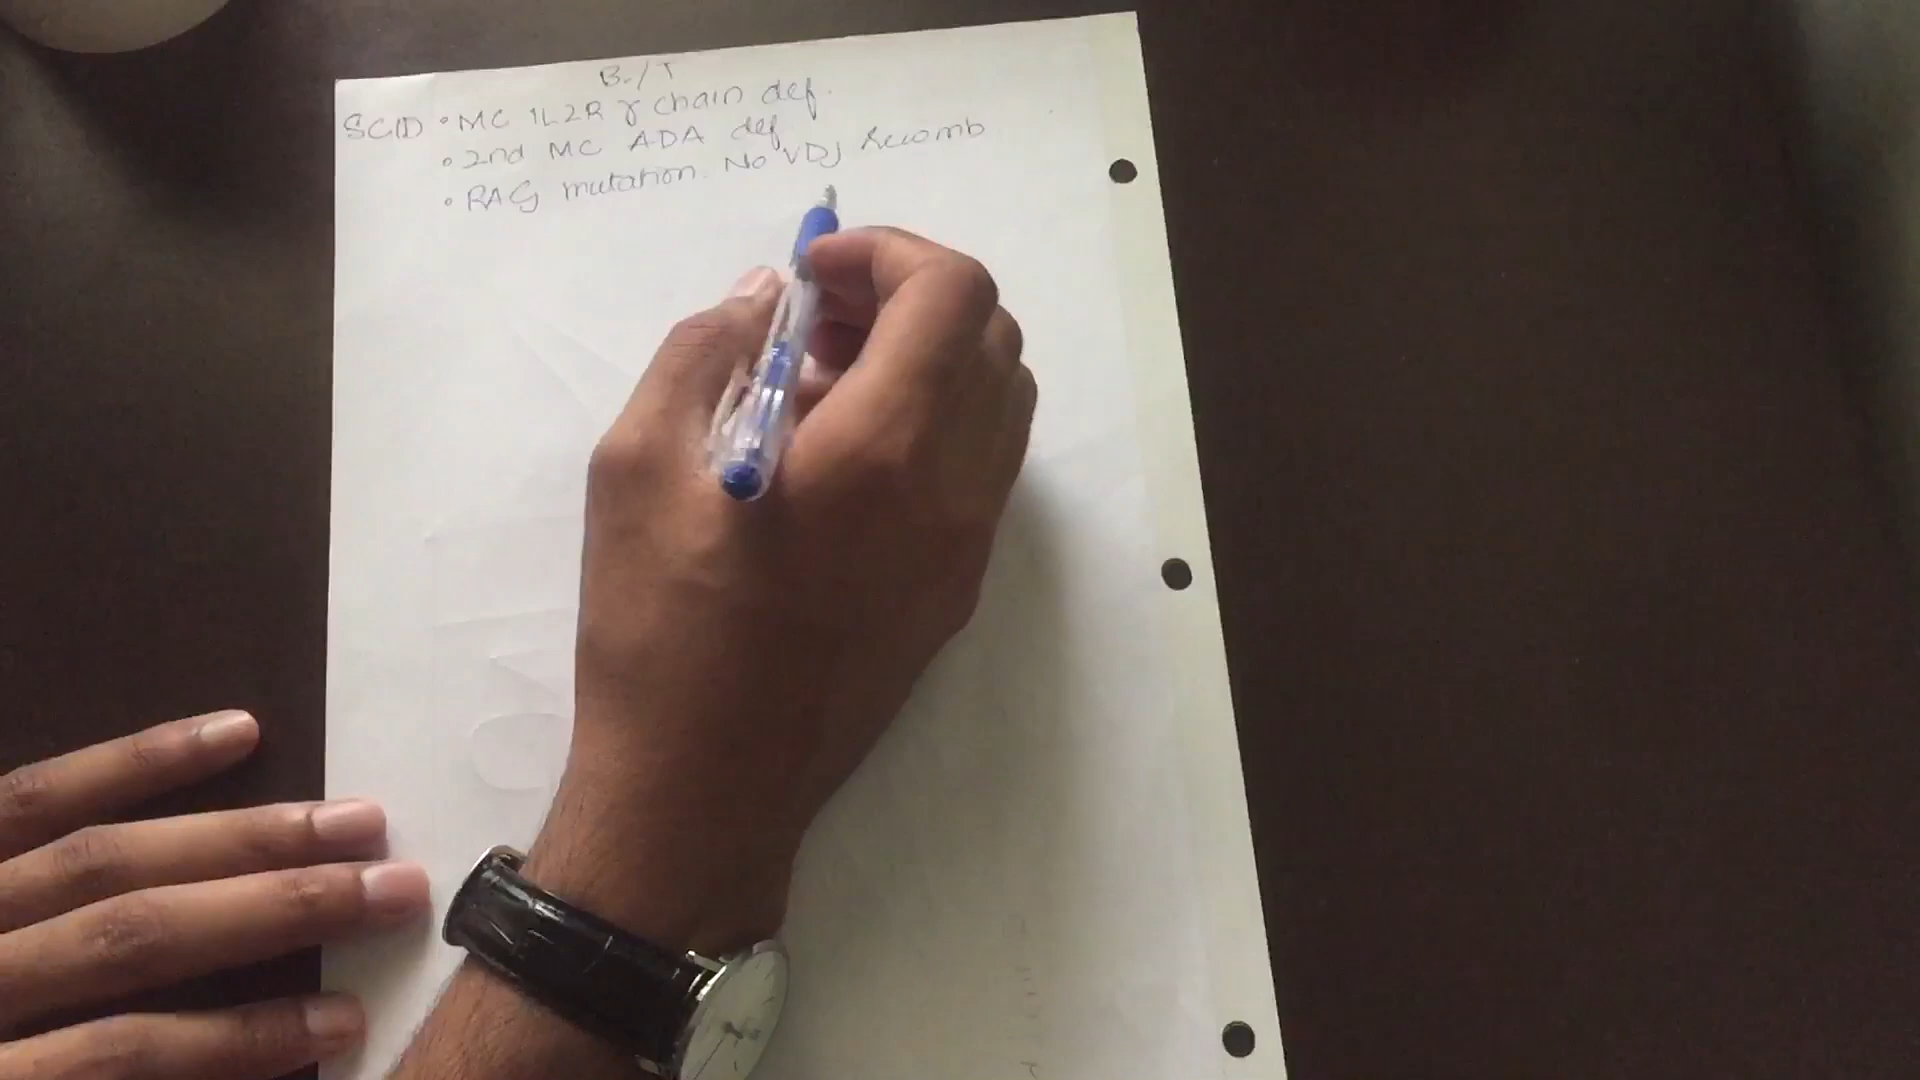 B./T
SCID • MC IL2R γ chain def.
• 2nd MC ADA def
• RAG mutation. No VDJ Recomb